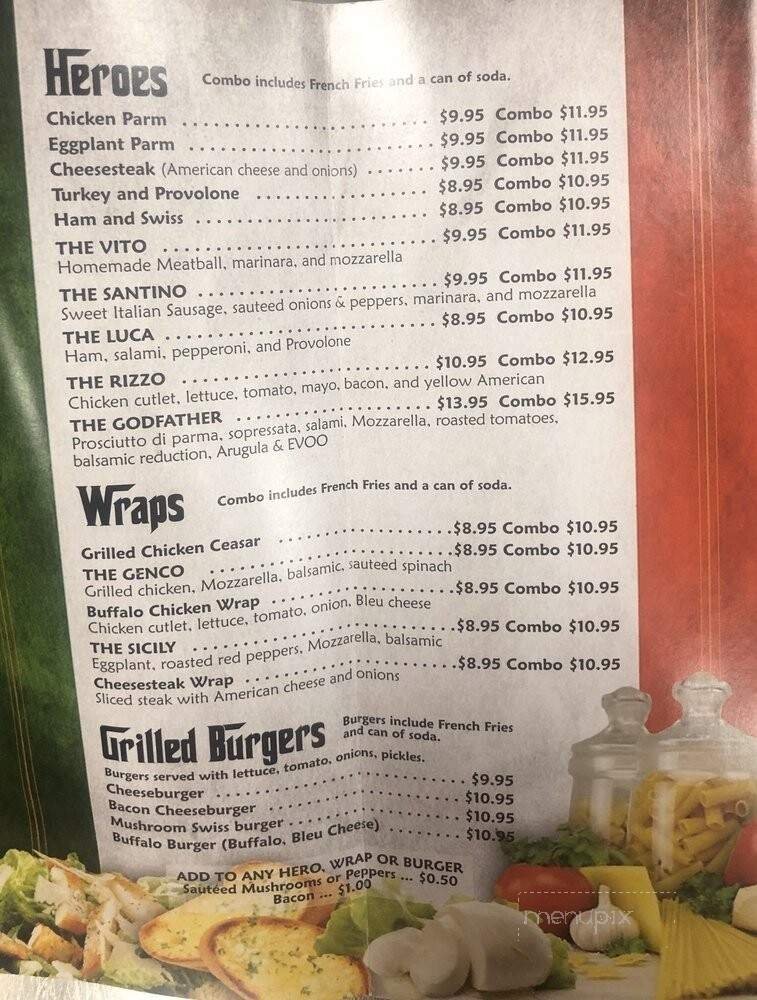 Heroes Combo includes French Fries and a can of soda.
Chicken Parm ........................... $9.95 Combo $11.95
Eggplant Parm ........................... $9.95 Combo $11.95
Cheesesteak (American cheese and onions) ....... $9.95 Combo $11.95
Turkey and Provolone .................. $8.95 Combo $10.95
Ham and Swiss ......................... $8.95 Combo $10.95
THE VITO ............................. $9.95 Combo $11.95
Homemade Meatball, marinara, and mozzarella
THE SANTINO ......................... $9.95 Combo $11.95
Sweet Italian Sausage, sauteed onions & peppers, marinara, and mozzarella
THE LUCA ............................. $8.95 Combo $10.95
Ham, salami, pepperoni, and Provolone
THE RIZZO ........................... $10.95 Combo $12.95
Chicken cutlet, lettuce, tomato, mayo, bacon, and yellow American
THE GODFATHER ..................... $13.95 Combo $15.95
Prosciutto di parma, sopressata, salami, Mozzarella, roasted tomatoes,
balsamic reduction, Arugula & EVOO
Wraps Combo includes French Fries and a can of soda.
Grilled Chicken Ceasar ...................$8.95 Combo $10.95
THE GENCO ...........................$8.95 Combo $10.95
Grilled chicken, Mozzarella, balsamic, sauteed spinach
Buffalo Chicken Wrap ....................$8.95 Combo $10.95
Chicken cutlet, lettuce, tomato, onion, Bleu cheese
THE SICILY .............................$8.95 Combo $10.95
Eggplant, roasted red peppers, Mozzarella, balsamic
Cheesesteak Wrap .......................$8.95 Combo $10.95
Sliced steak with American cheese and onions
Grilled Burgers Burgers include French Fries
and can of soda.
Burgers served with lettuce, tomato, onions, pickles.
Cheeseburger ........................... $9.95
Bacon Cheeseburger .................... $10.95
Mushroom Swiss burger .................. $10.95
Buffalo Burger (Buffalo, Bleu Cheese) ........ $10.95
ADD TO ANY HERO, WRAP OR BURGER
Sauteed Mushrooms or Peppers ... $0.50
Bacon ... $1.00
menupix